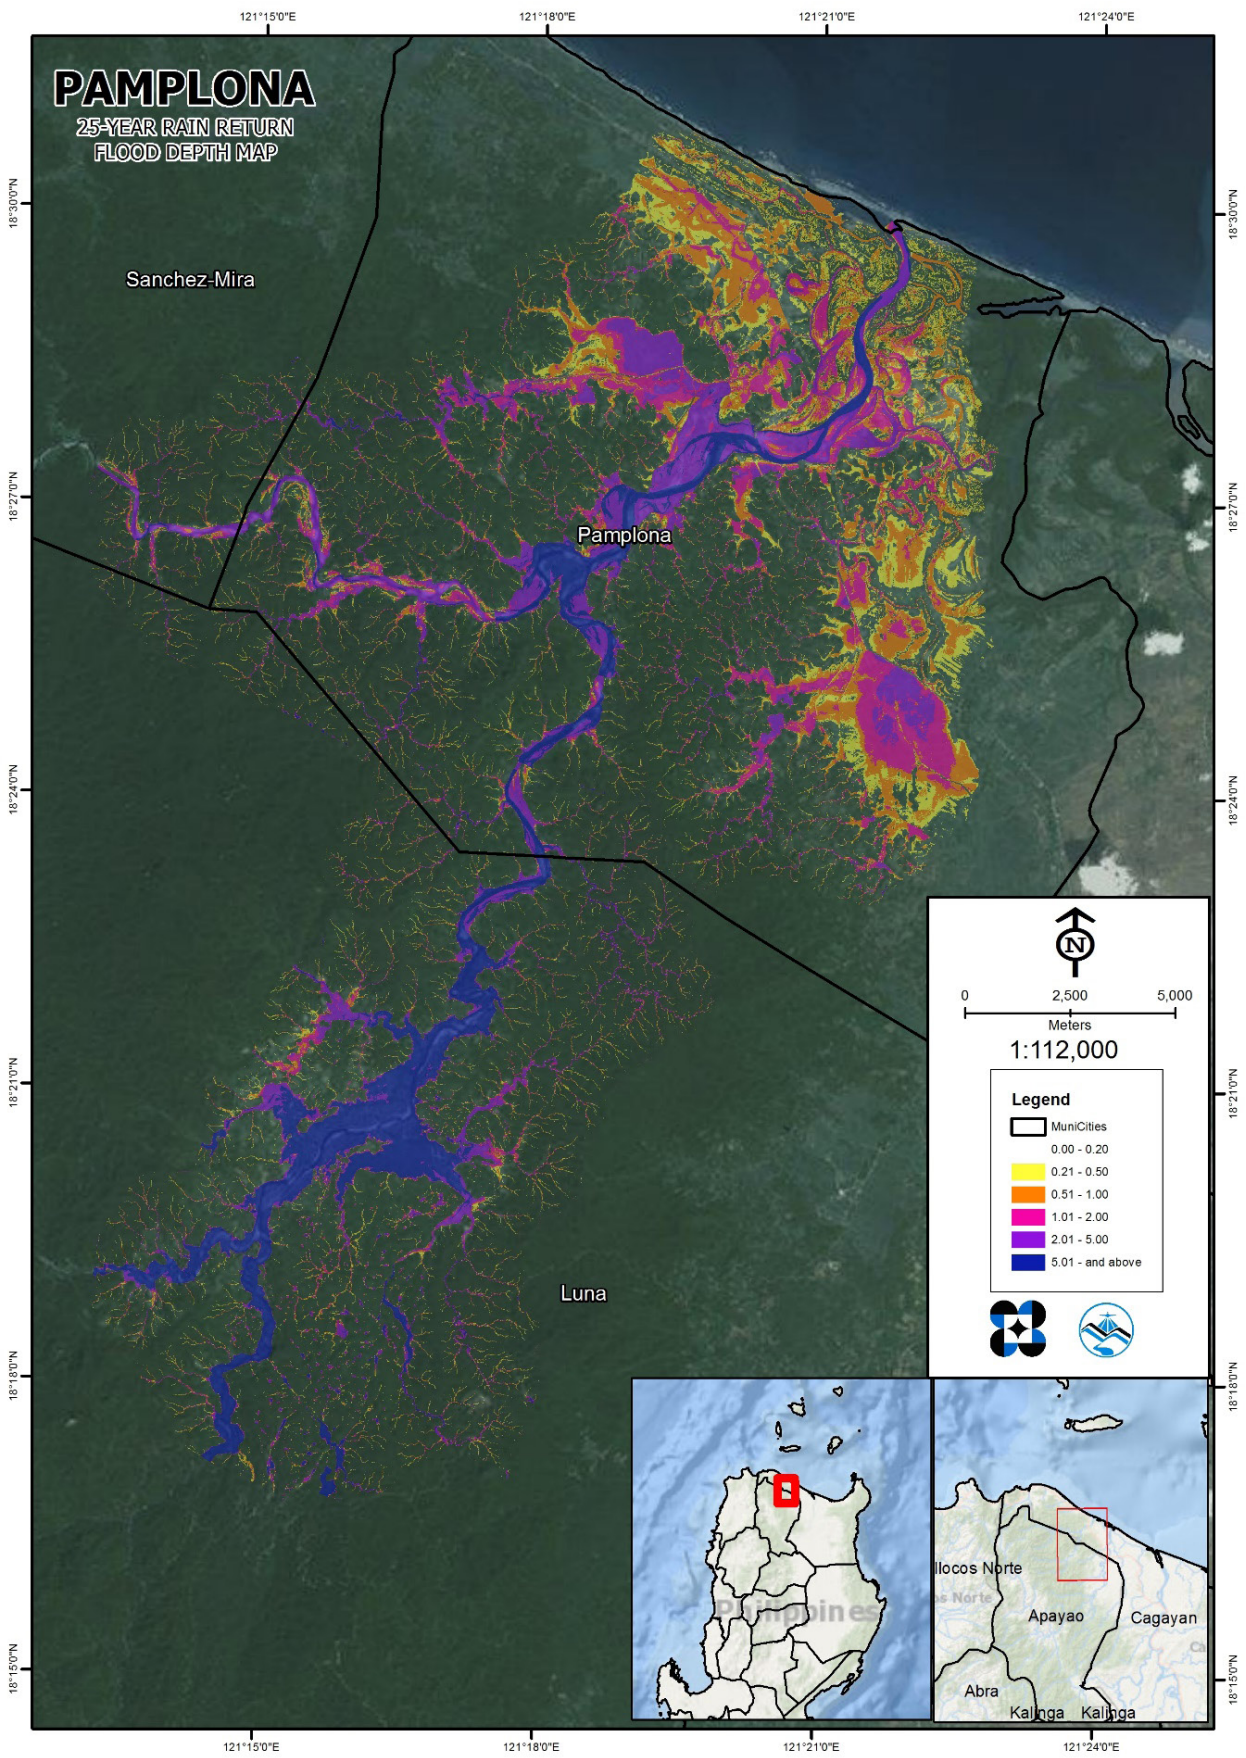 121°15'0"E
121°18'0"E
121°21'0"E
121°24'0"E
PAMPLONA
25-YEAR RAIN RETURN
FLOOD DEPTH MAP
18°30'0"N
18°30'0"N
Sanchez-Mira
18°27'0"N
18°27'0"N
Pamplona
18°24'0"N
18°24'0"N
N
0
2,500
5,000
Meters
1:112,000
18°21'0"N
18°21'0"N
Legend
MuniCities
0.00 - 0.20
0.21 - 0.50
0.51 - 1.00
1.01 - 2.00
2.01 - 5.00
5.01 - and above
Luna
18°18'0"N
18°18'0"N
Philippines
Ilocos Norte
os Norte
Apayao
Cagayan
Ca
Abra
Kalinga
Kalinga
18°15'0"N
18°15'0"N
121°15'0"E
121°18'0"E
121°21'0"E
121°24'0"E